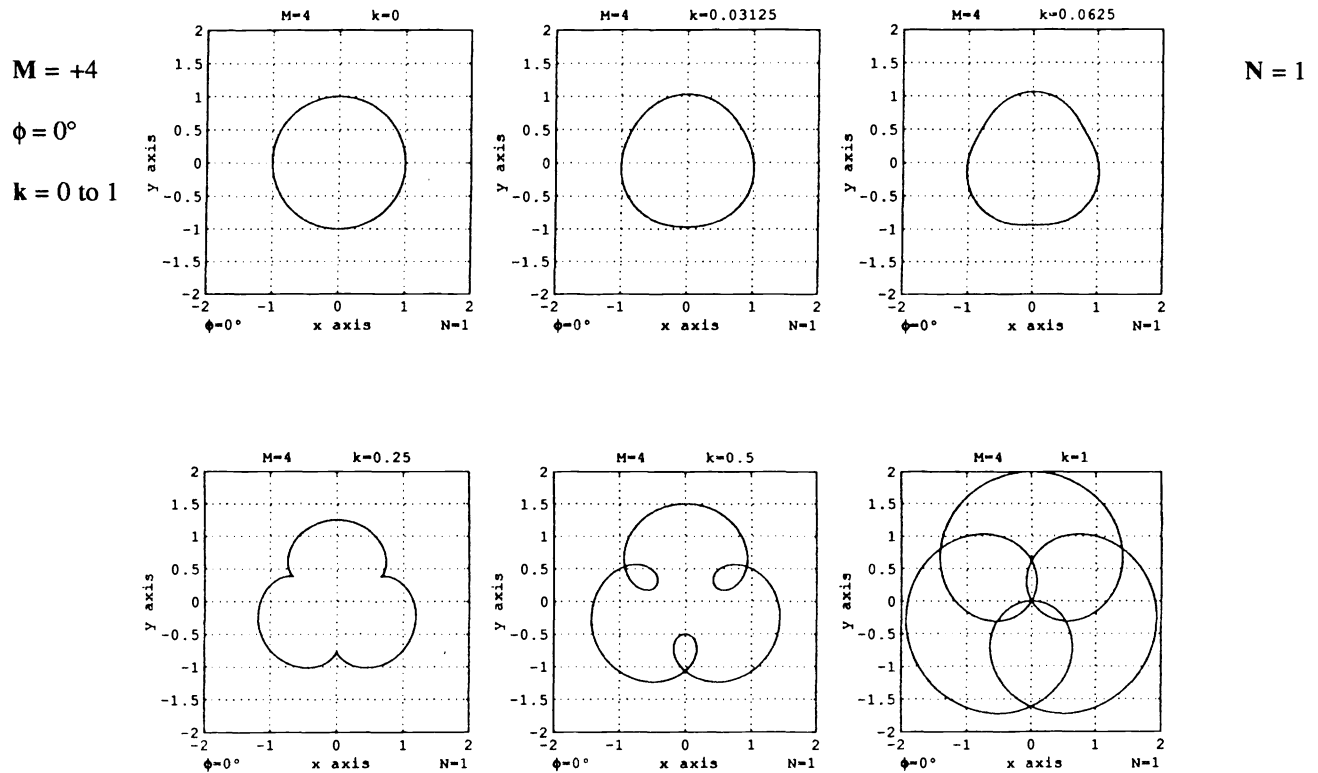 M=4 k=0 M=4 k=0.03125 M=4 k=0.0625
M = +4
ϕ = 0°
k = 0 to 1
N = 1
2
1.5
1
0.5
0
-0.5
-1
-1.5
-2
y axis
-2 -1 0 1 2
ϕ=0° x axis N=1
2
1.5
1
0.5
0
-0.5
-1
-1.5
-2
y axis
-2 -1 0 1 2
ϕ=0° x axis N=1
2
1.5
1
0.5
0
-0.5
-1
-1.5
-2
y axis
-2 -1 0 1 2
ϕ=0° x axis N=1
M=4 k=0.25 M=4 k=0.5 M=4 k=1
2
1.5
1
0.5
0
-0.5
-1
-1.5
-2
y axis
-2 -1 0 1 2
ϕ=0° x axis N=1
2
1.5
1
0.5
0
-0.5
-1
-1.5
-2
y axis
-2 -1 0 1 2
ϕ=0° x axis N=1
2
1.5
1
0.5
0
-0.5
-1
-1.5
-2
y axis
-2 -1 0 1 2
ϕ=0° x axis N=1